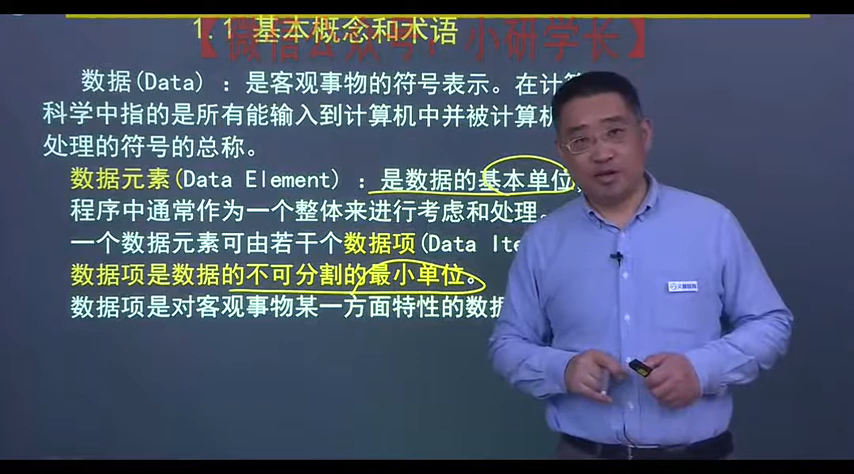 1.1 基本概念和术语
【微信公众号：小研学长】
数据(Data) : 是客观事物的符号表示。在计
科学中指的是所有能输入到计算机中并被计算机
处理的符号的总称。
数据元素(Data Element) : 是数据的基本单位，
程序中通常作为一个整体来进行考虑和处理。
一个数据元素可由若干个数据项(Data Ite
数据项是数据的不可分割的最小单位。
数据项是对客观事物某一方面特性的数据